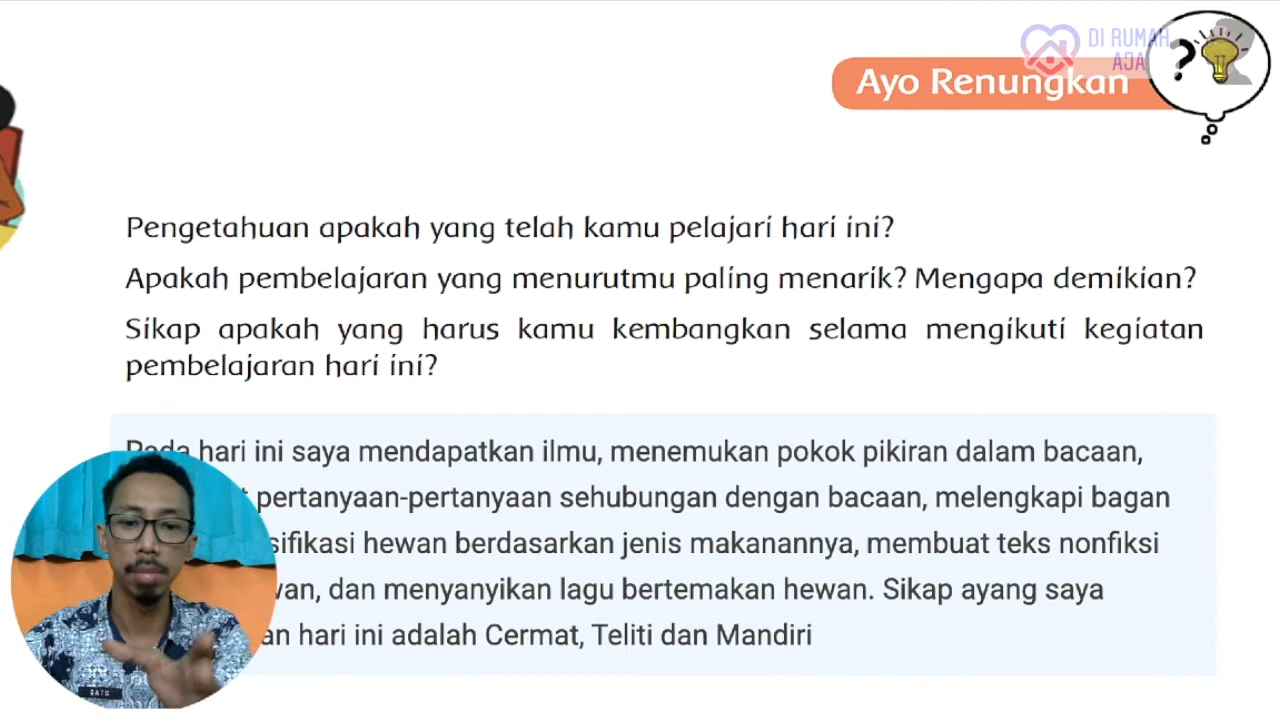 DI RUMAH
AJA
Ayo Renungkan
Pengetahuan apakah yang telah kamu pelajari hari ini?
Apakah pembelajaran yang menurutmu paling menarik? Mengapa demikian?
Sikap apakah yang harus kamu kembangkan selama mengikuti kegiatan
pembelajaran hari ini?
Pada hari ini saya mendapatkan ilmu, menemukan pokok pikiran dalam bacaan,
pertanyaan-pertanyaan sehubungan dengan bacaan, melengkapi bagan
hewan berdasarkan jenis makanannya, membuat teks nonfiksi
dan menyanyikan lagu bertemakan hewan. Sikap ayang saya
hari ini adalah Cermat, Teliti dan Mandiri